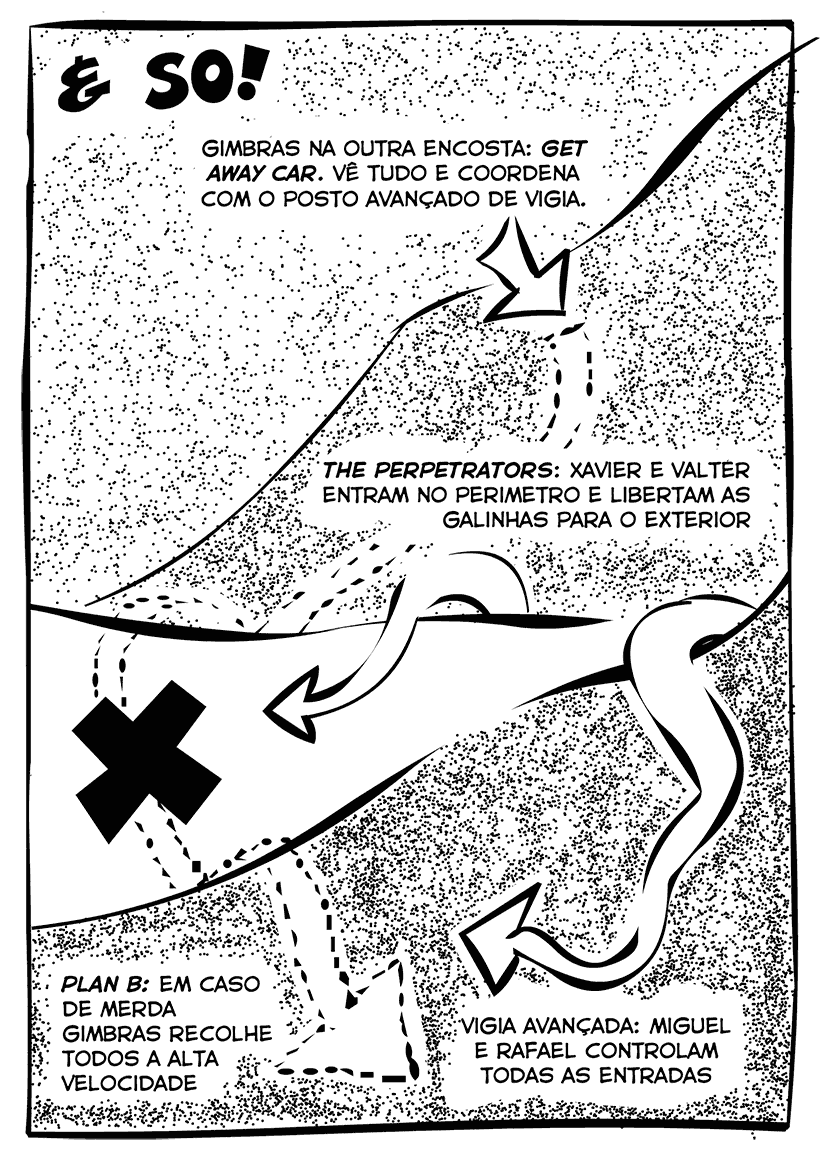 & SO!
GIMBRAS NA OUTRA ENCOSTA: GET
AWAY CAR. VÊ TUDO E COORDENA
COM O POSTO AVANÇADO DE VIGIA.
THE PERPETRATORS: XAVIER E VALTER
ENTRAM NO PERIMETRO E LIBERTAM AS
GALINHAS PARA O EXTERIOR
PLAN B: EM CASO
DE MERDA
GIMBRAS RECOLHE
TODOS A ALTA
VELOCIDADE
VIGIA AVANÇADA: MIGUEL
E RAFAEL CONTROLAM
TODAS AS ENTRADAS